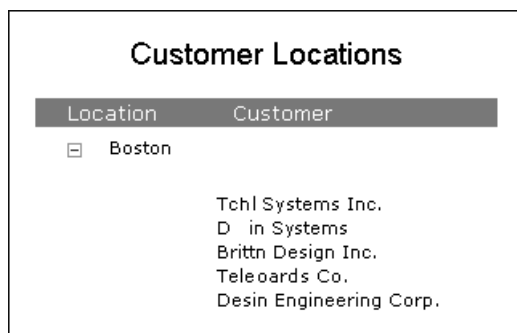 Customer Locations
Location Customer
Boston
Tchl Systems Inc.
D in Systems
Brittn Design Inc.
Teleoards Co.
Desin Engineering Corp.